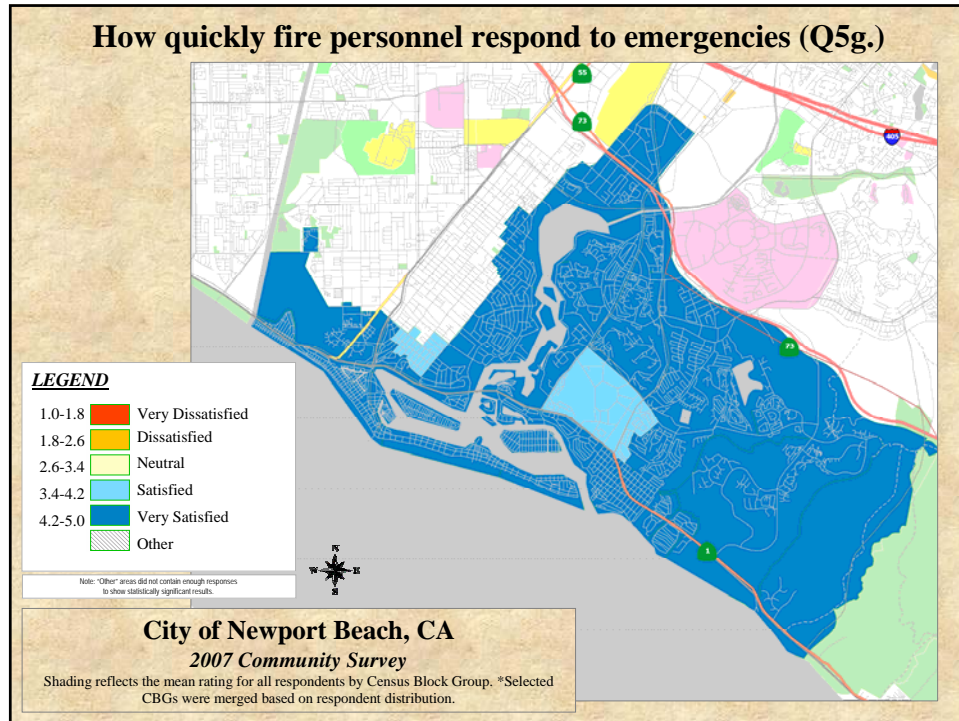 How quickly fire personnel respond to emergencies (Q5g.)
55
73
405
73
1
LEGEND
1.0-1.8 Very Dissatisfied
1.8-2.6 Dissatisfied
2.6-3.4 Neutral
3.4-4.2 Satisfied
4.2-5.0 Very Satisfied
Other
N
W E
S
Note: "Other" areas did not contain enough responses
to show statistically significant results.
City of Newport Beach, CA
2007 Community Survey
Shading reflects the mean rating for all respondents by Census Block Group. *Selected
CBGs were merged based on respondent distribution.